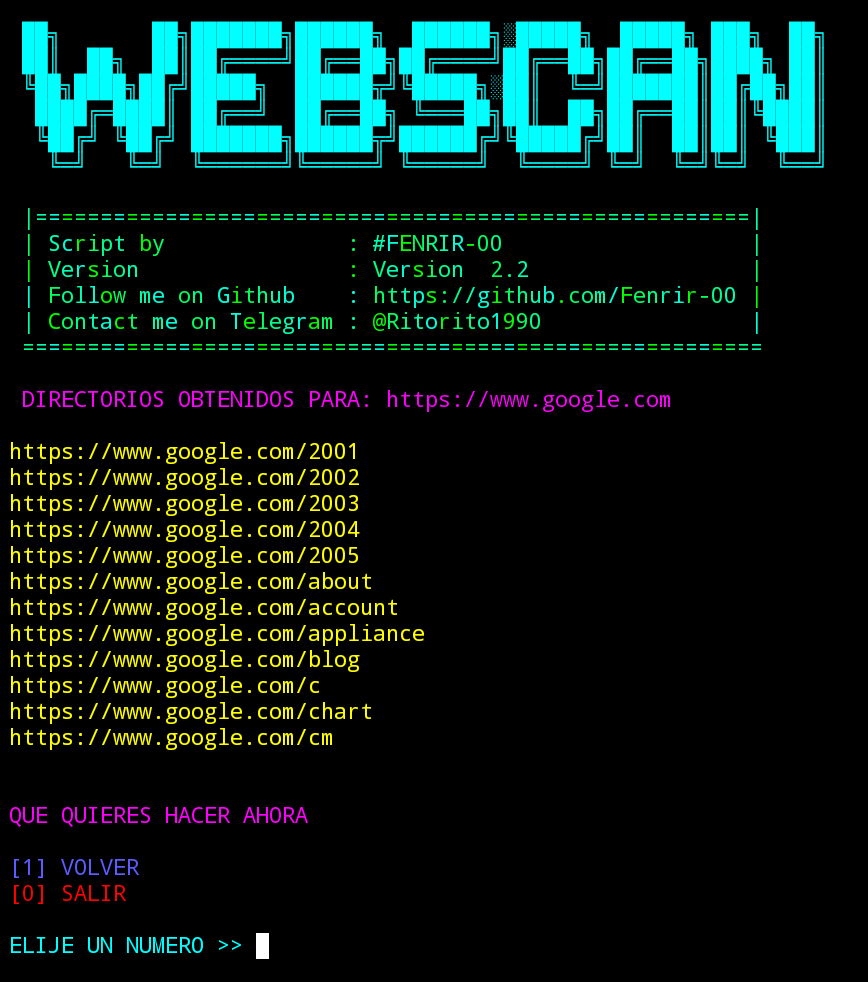 WEBSCAN
|=======================================================|
| Script by              : #FENRIR-OO                   |
| Version                : Version  2.2                 |
| Follow me on Github    : https://github.com/Fenrir-OO |
| Contact me on Telegram : @Ritorito199O                |
=========================================================
DIRECTORIOS OBTENIDOS PARA: https://www.google.com
https://www.google.com/2001
https://www.google.com/2002
https://www.google.com/2003
https://www.google.com/2004
https://www.google.com/2005
https://www.google.com/about
https://www.google.com/account
https://www.google.com/appliance
https://www.google.com/blog
https://www.google.com/c
https://www.google.com/chart
https://www.google.com/cm
QUE QUIERES HACER AHORA
[1] VOLVER
[0] SALIR
ELIJE UN NUMERO >>